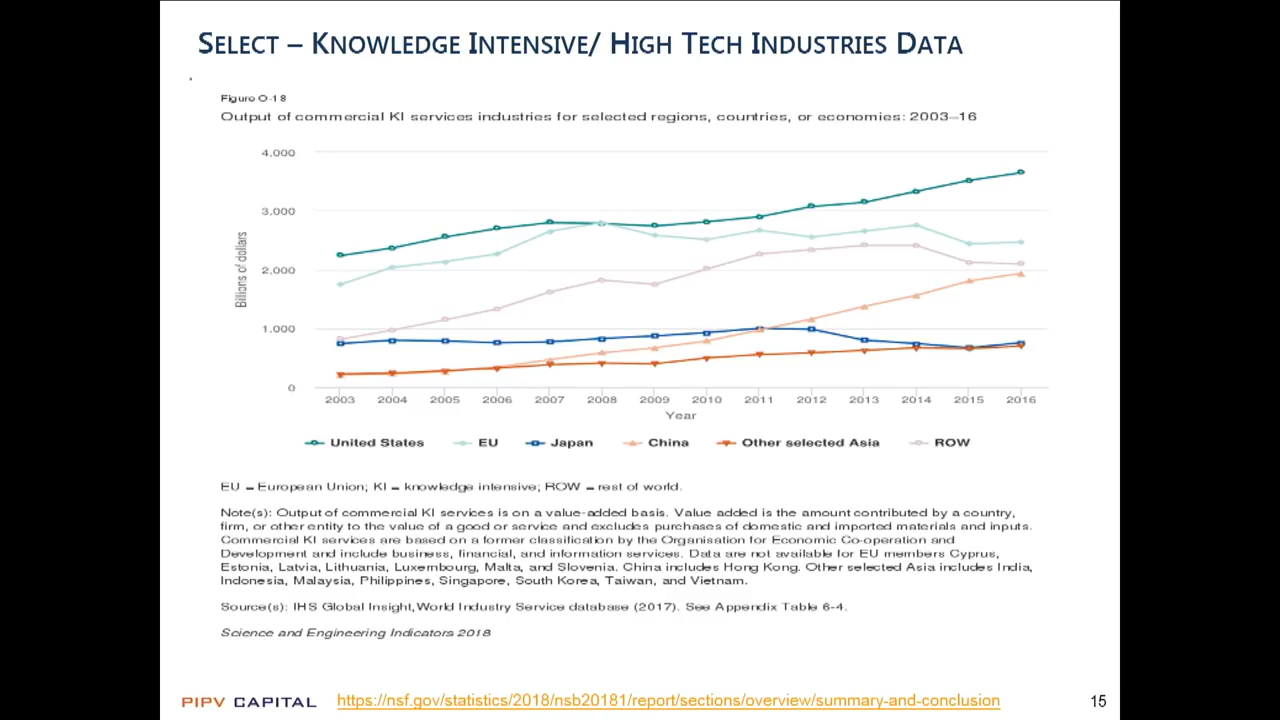 SELECT – KNOWLEDGE INTENSIVE/ HIGH TECH INDUSTRIES DATA
Figure O-18
Output of commercial KI services industries for selected regions, countries, or economies: 2003–16
4,000
3,000
2,000
1,000
0
Billions of dollars
2003 2004 2005 2006 2007 2008 2009 2010 2011 2012 2013 2014 2015 2016
Year
United States EU Japan China Other selected Asia ROW
EU = European Union; KI = knowledge intensive; ROW = rest of world.
Note(s): Output of commercial KI services is on a value-added basis. Value added is the amount contributed by a country,
firm, or other entity to the value of a good or service and excludes purchases of domestic and imported materials and inputs.
Commercial KI services are based on a former classification by the Organisation for Economic Co-operation and
Development and include business, financial, and information services. Data are not available for EU members Cyprus,
Estonia, Latvia, Lithuania, Luxembourg, Malta, and Slovenia. China includes Hong Kong. Other selected Asia includes India,
Indonesia, Malaysia, Philippines, Singapore, South Korea, Taiwan, and Vietnam.
Source(s): IHS Global Insight, World Industry Service database (2017). See Appendix Table 6-4.
Science and Engineering Indicators 2018
PIPV CAPITAL
https://nsf.gov/statistics/2018/nsb20181/report/sections/overview/summary-and-conclusion
15